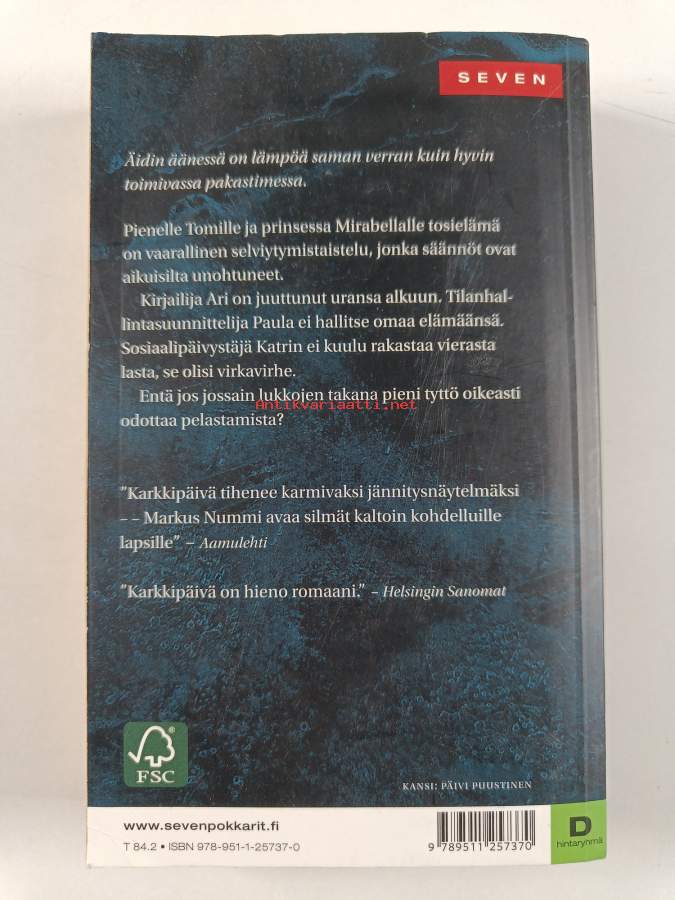 SEVEN
Äidin äänessä on lämpöä saman verran kuin hyvin
toimivassa pakastimessa.
Pienelle Tomille ja prinsessa Mirabellalle tosielämä
on vaarallinen selviytymistaistelu, jonka säännöt ovat
aikuisilta unohtuneet.
Kirjailija Ari on juuttunut uransa alkuun. Tilanhal-
lintasuunnittelija Paula ei hallitse omaa elämäänsä.
Sosiaalipäivystäjä Katrin ei kuulu rakastaa vierasta
lasta, se olisi virkavirhe.
Entä jos jossain lukkojen takana pieni tyttö oikeasti
Antikvariaatti.net
odottaa pelastamista?
"Karkkipäivä tihenee karmivaksi jännitysnäytelmäksi
– – Markus Nummi avaa silmät kaltoin kohdelluille
lapsille" – Aamulehti
"Karkkipäivä on hieno romaani." – Helsingin Sanomat
FSC
KANSI: PÄIVI PUUSTINEN
www.sevenpokkarit.fi
T 84.2 • ISBN 978-951-1-25737-0
9 789511 257370
D
hintaryhmä